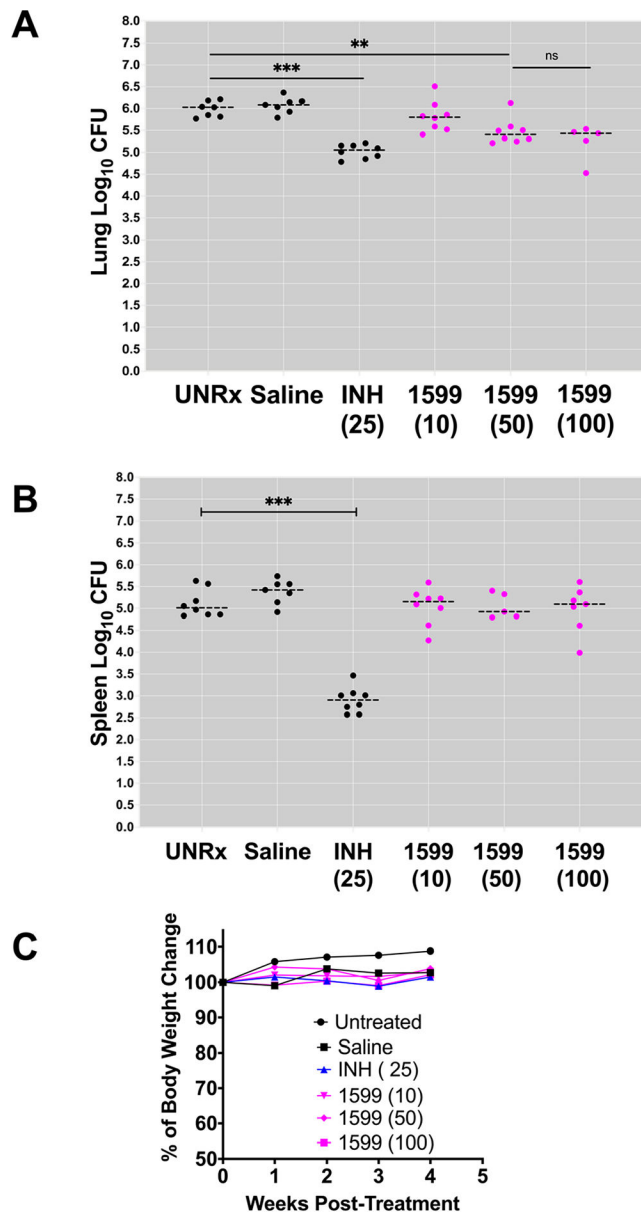 A
8.0
7.5
7.0
6.5
6.0
5.5
5.0
4.5
4.0
3.5
3.0
2.5
2.0
1.5
1.0
0.5
0.0
Lung Log10 CFU
**
***
ns
UNRx Saline INH 1599 1599 1599
(25) (10) (50) (100)
B
8.0
7.5
7.0
6.5
6.0
5.5
5.0
4.5
4.0
3.5
3.0
2.5
2.0
1.5
1.0
0.5
0.0
Spleen Log10 CFU
***
UNRx Saline INH 1599 1599 1599
(25) (10) (50) (100)
C
110
100
90
80
70
60
50
% of Body Weight Change
Untreated
Saline
INH ( 25)
1599 (10)
1599 (50)
1599 (100)
0 1 2 3 4 5
Weeks Post-Treatment